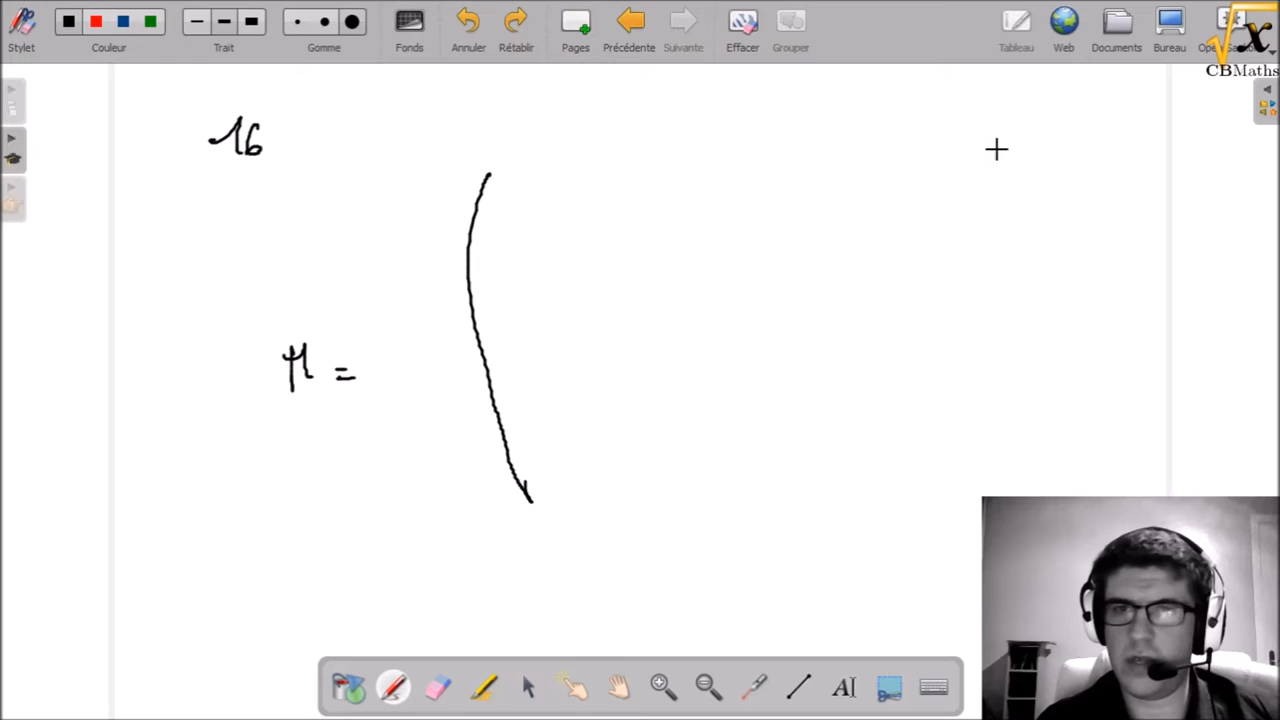 Stylet Couleur Trait Gomme Fonds Annuler Rétablir Pages Précédente Suivante Effacer Grouper Tableau Web Documents Bureau
CBMaths
16
M =